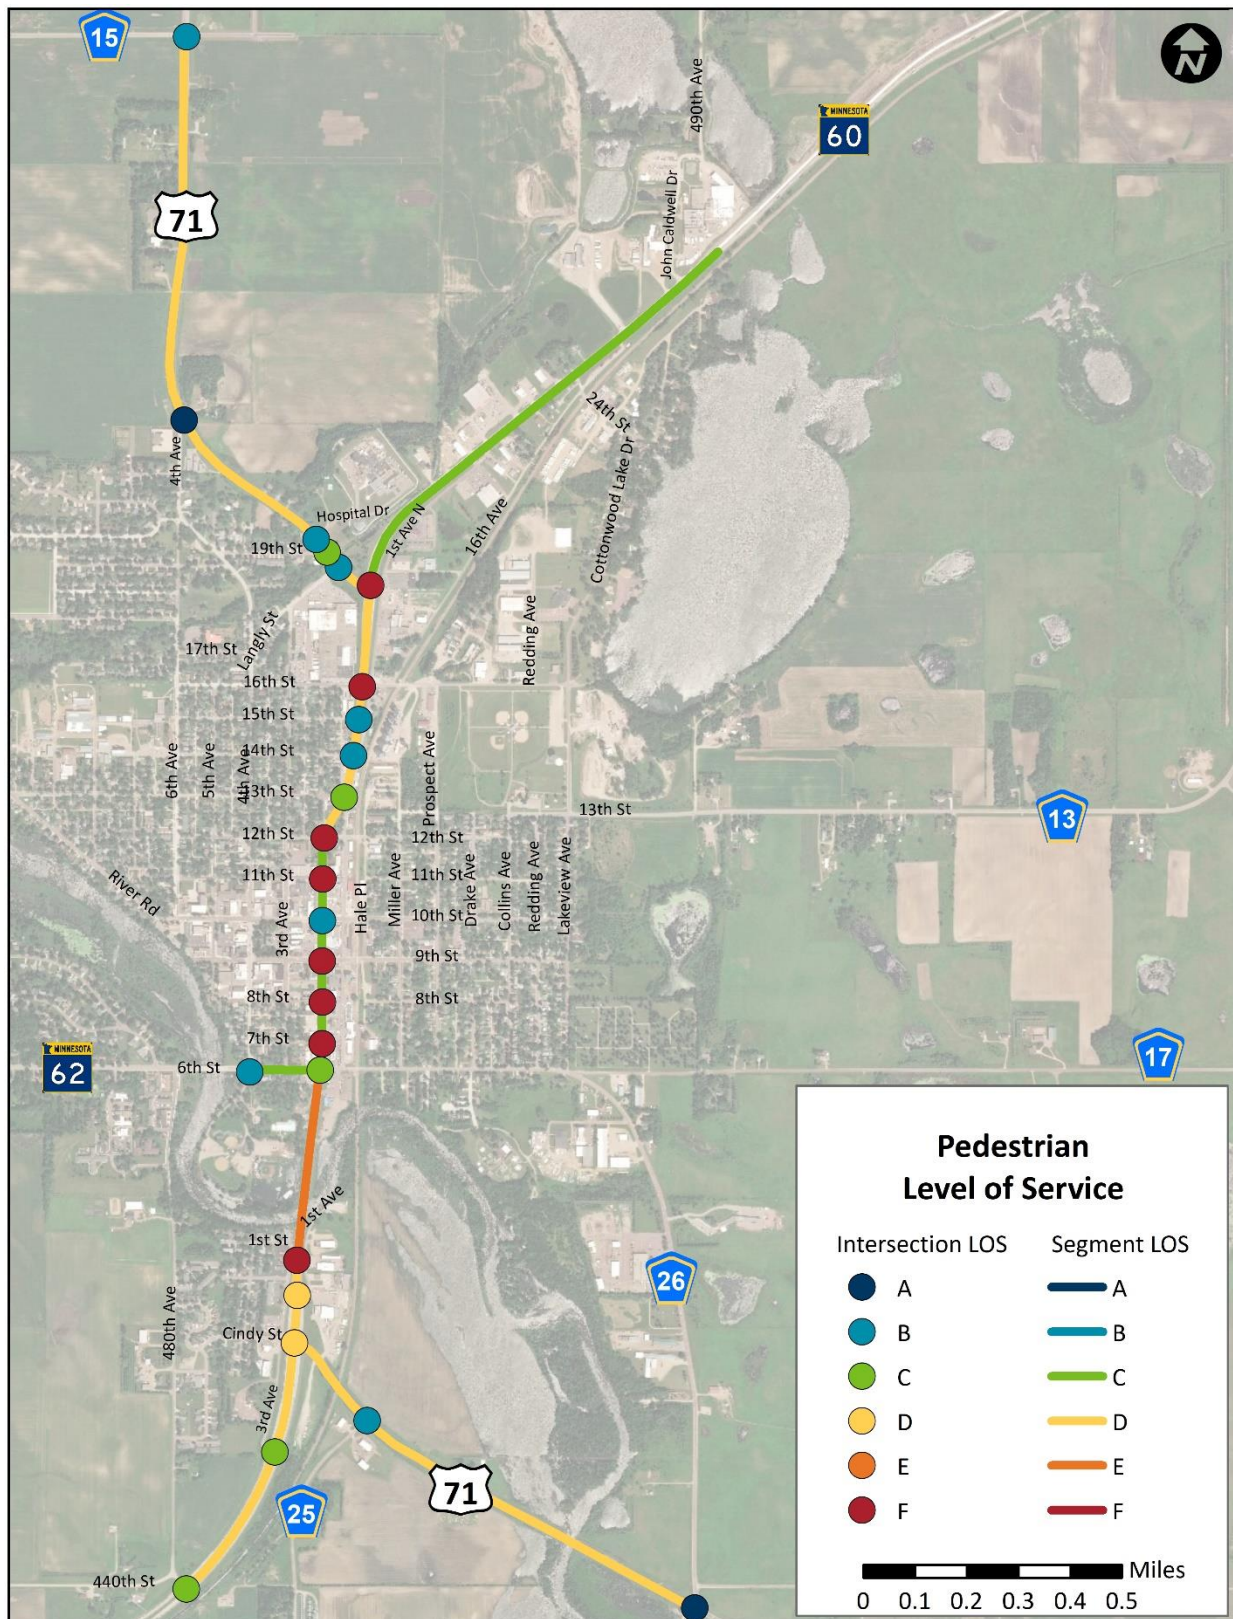 15
N
490th Ave
MINNESOTA
60
71
John Caldwell Dr
24th St
4th Ave
Hospital Dr
1st Ave N
16th Ave
Cottonwood Lake Dr
19th St
Langly St
Redding Ave
17th St
16th St
15th St
14th St
6th Ave
5th Ave
4th Ave
Prospect Ave
13th St
13th St
13
12th St
12th St
11th St
11th St
River Rd
3rd Ave
Hale Pl
Miller Ave
Drake Ave
Collins Ave
Redding Ave
Lakeview Ave
10th St
9th St
8th St
8th St
7th St
MINNESOTA
62
6th St
17
1st Ave
1st St
26
480th Ave
Cindy St
3rd Ave
71
25
440th St
Pedestrian
Level of Service
Intersection LOS Segment LOS
A A
B B
C C
D D
E E
F F
Miles
0 0.1 0.2 0.3 0.4 0.5